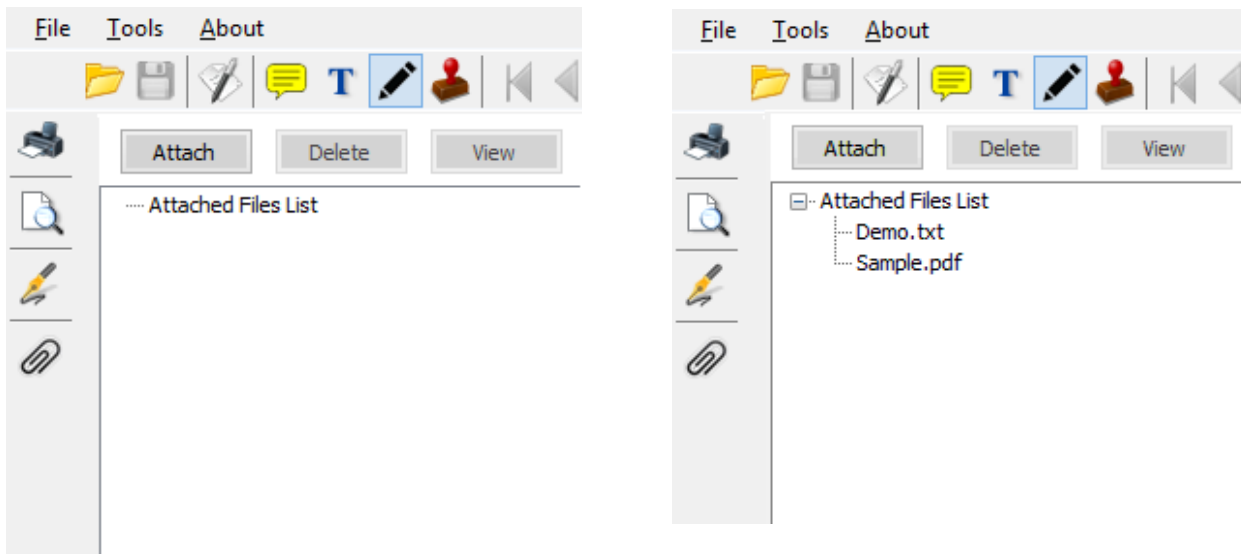 File Tools About
T
Attach Delete View
Attached Files List
File Tools About
T
Attach Delete View
Attached Files List
Demo.txt
Sample.pdf